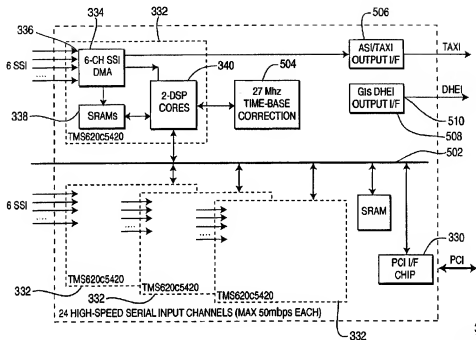 332
334
336
6-CH SSI
DMA
6 SSI
....
338
SRAMs
TMS620c5420
340
2-DSP
CORES
504
27 Mhz
TIME-BASE
CORRECTION
506
ASI/TAXI
OUTPUT I/F
TAXI
GIs DHEI
OUTPUT I/F
DHEI
510
508
502
6 SSI
....
....
....
TMS620c5420
TMS620c5420
TMS620c5420
332
332
332
SRAM
330
PCI I/F
CHIP
PCI
24 HIGH-SPEED SERIAL INPUT CHANNELS (MAX 50mbps EACH)